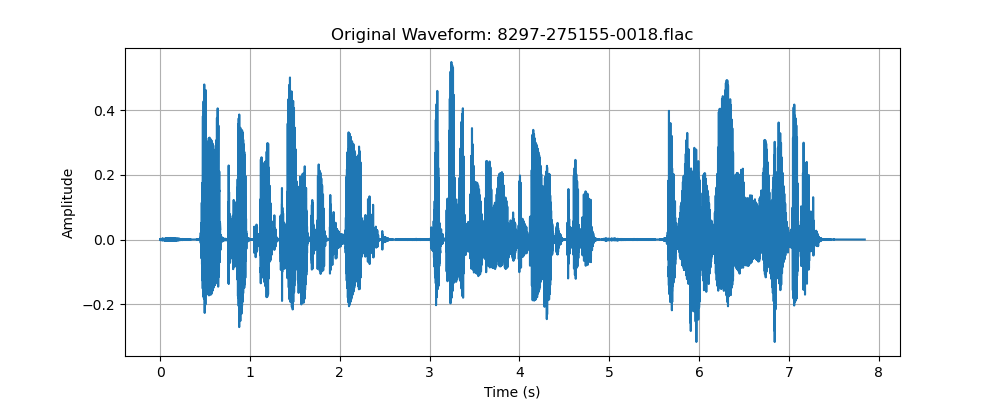 Original Waveform: 8297-275155-0018.flac
Amplitude
0.4
0.2
0.0
−0.2
0 1 2 3 4 5 6 7 8
Time (s)